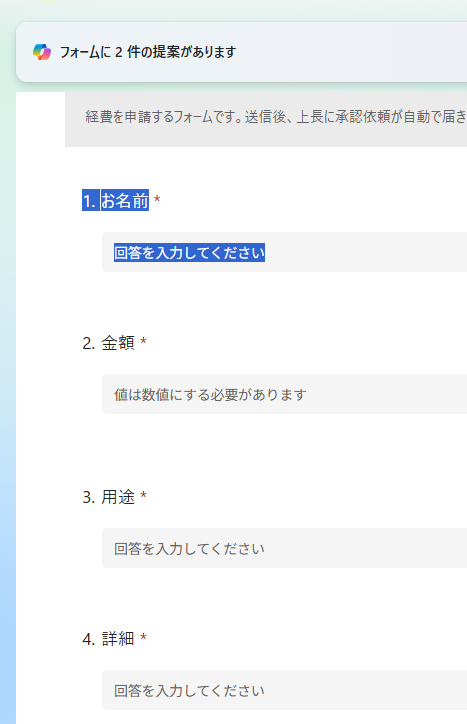 フォームに 2 件の提案があります
経費を申請するフォームです。送信後、上長に承認依頼が自動で届き
1. お名前 *
回答を入力してください
2. 金額 *
値は数値にする必要があります
3. 用途 *
回答を入力してください
4. 詳細 *
回答を入力してください